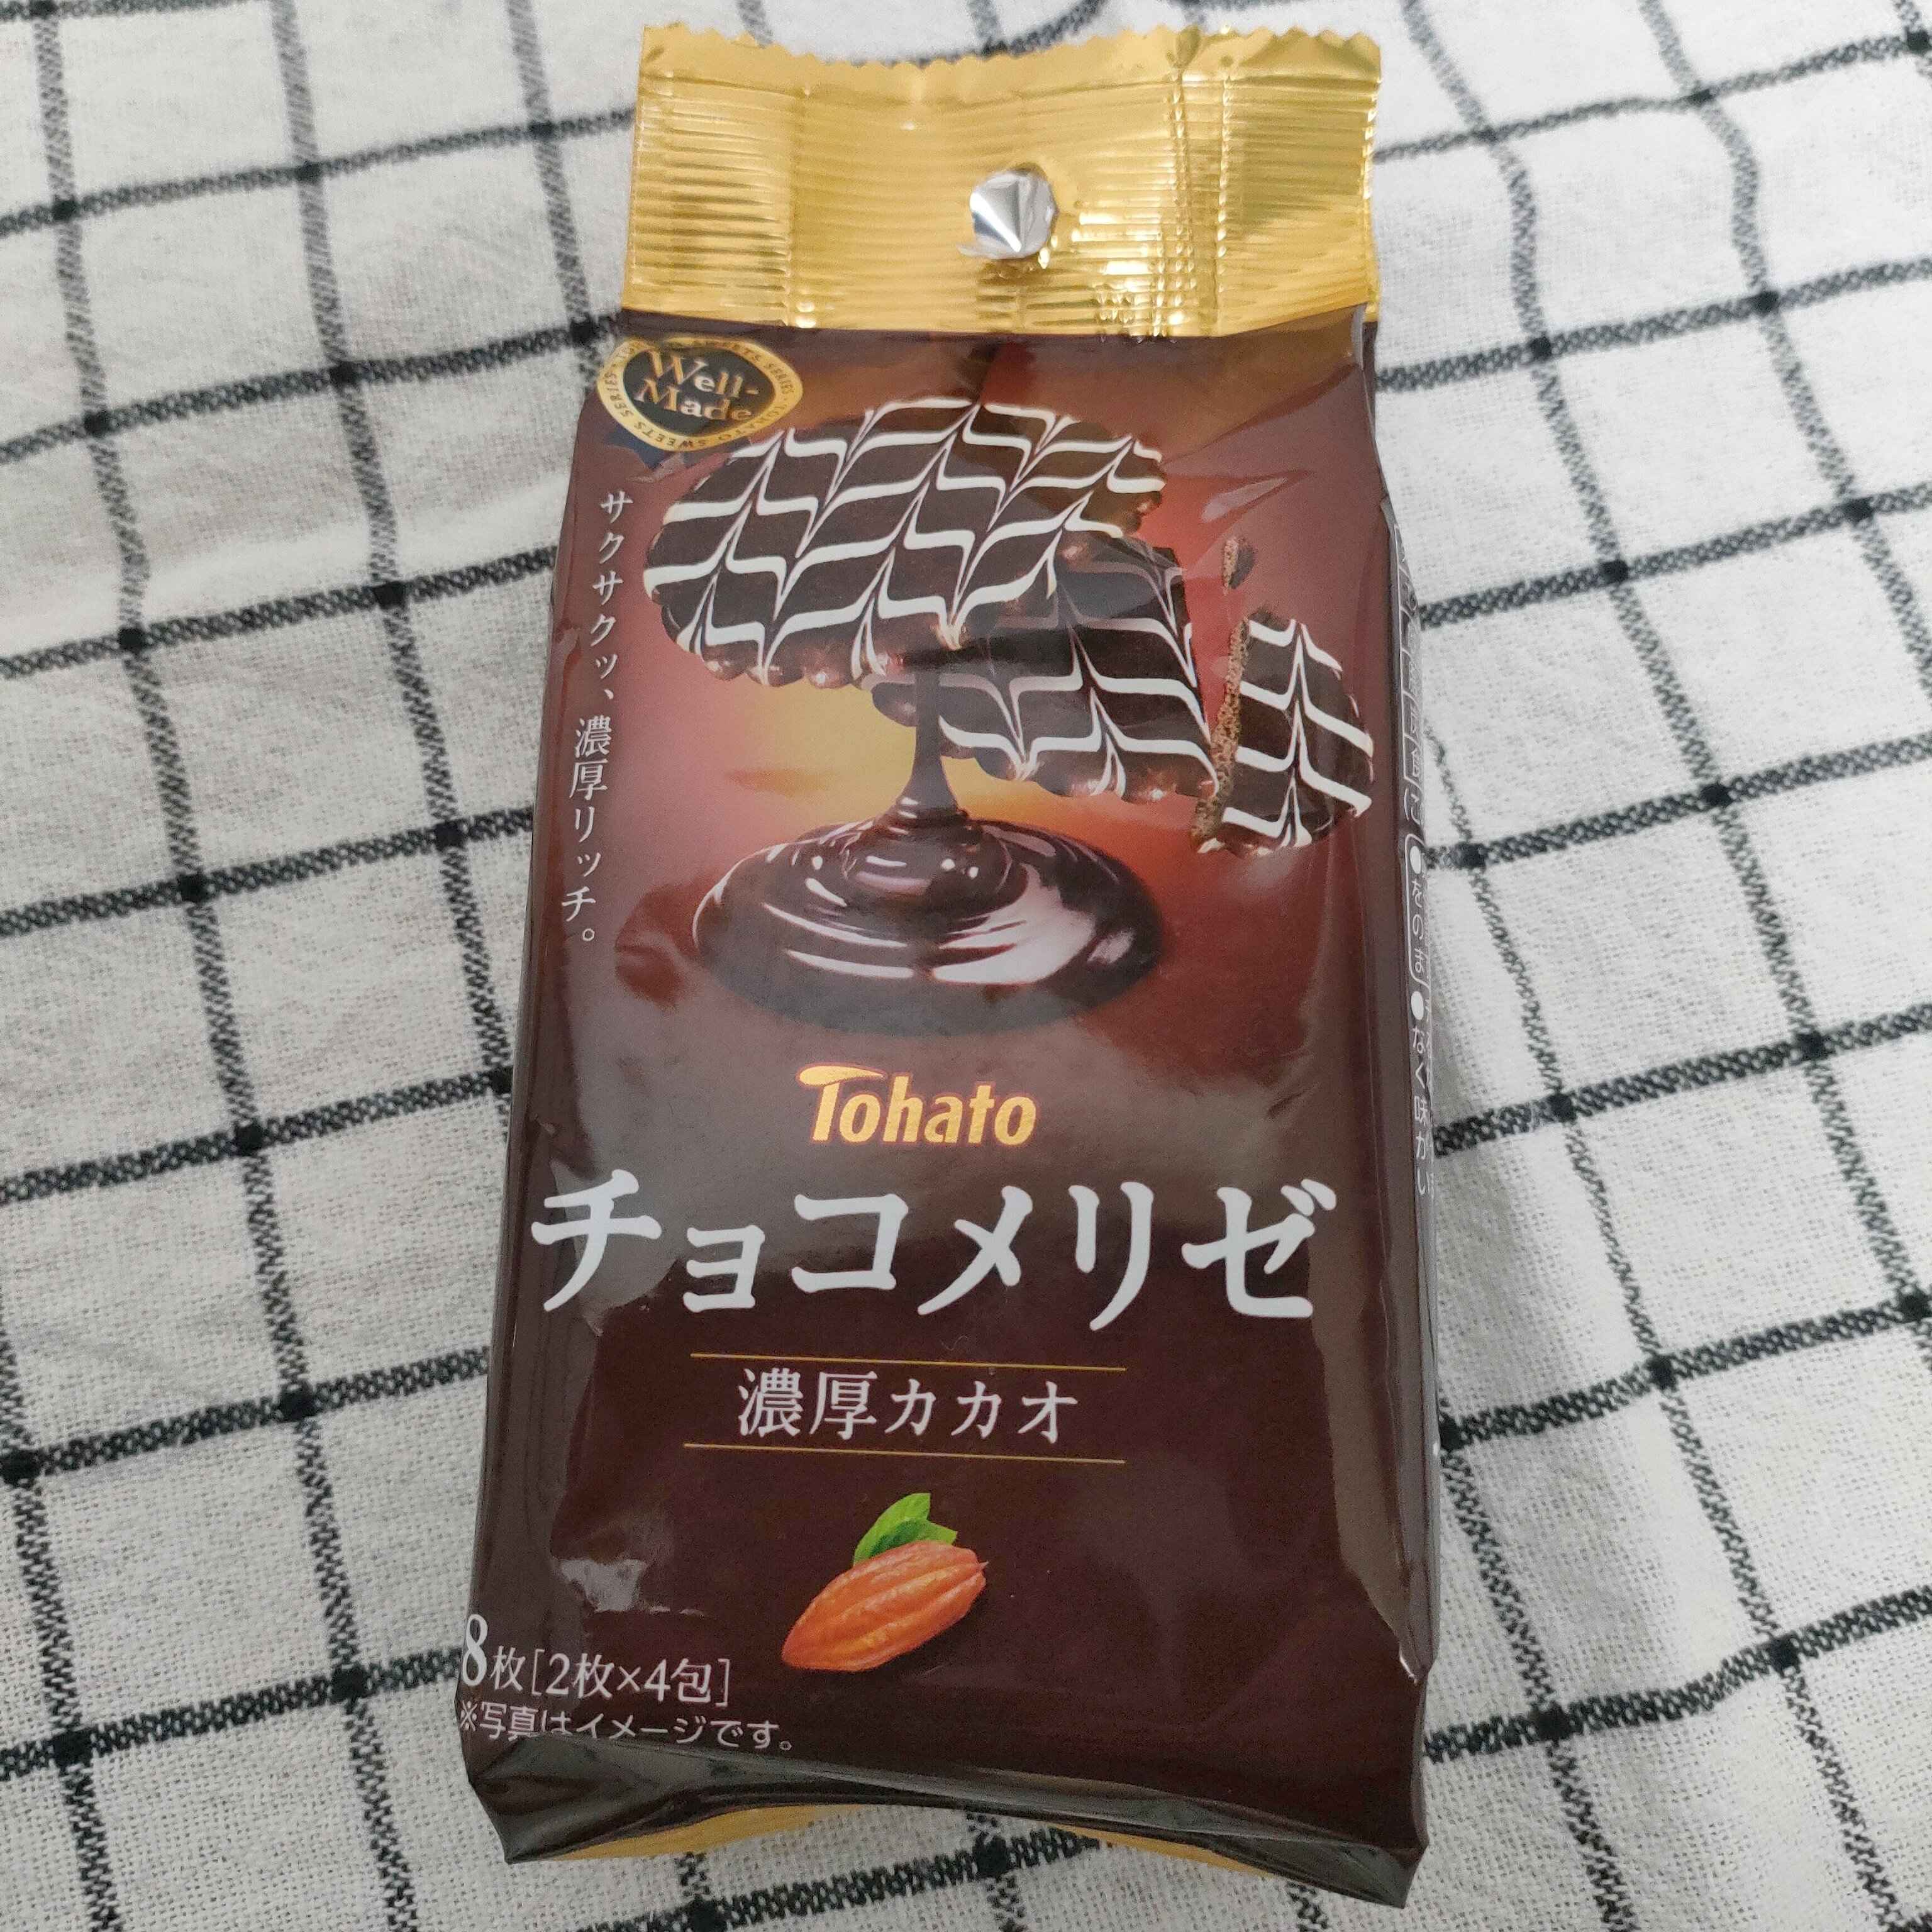 Well-
Made
サクサクッ、濃厚リッチ。
Tohato
チョコメリゼ
濃厚カカオ
8枚[2枚×4包]
※写真はイメージです。